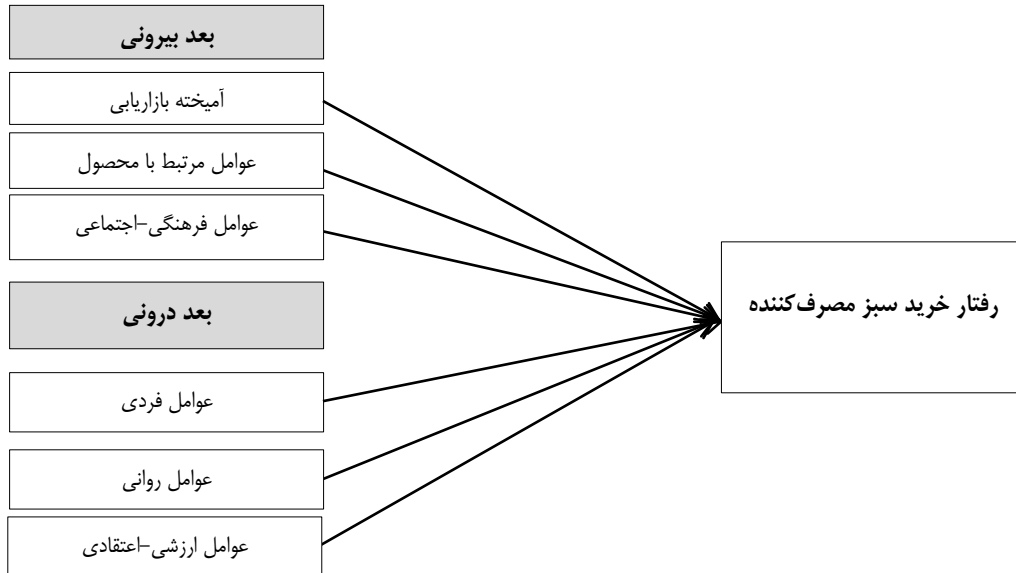 بعد بیرونی
آمیخته بازاریابی
عوامل مرتبط با محصول
عوامل فرهنگی-اجتماعی
بعد درونی
عوامل فردی
عوامل روانی
عوامل ارزشی-اعتقادی
رفتار خرید سبز مصرف‌کننده